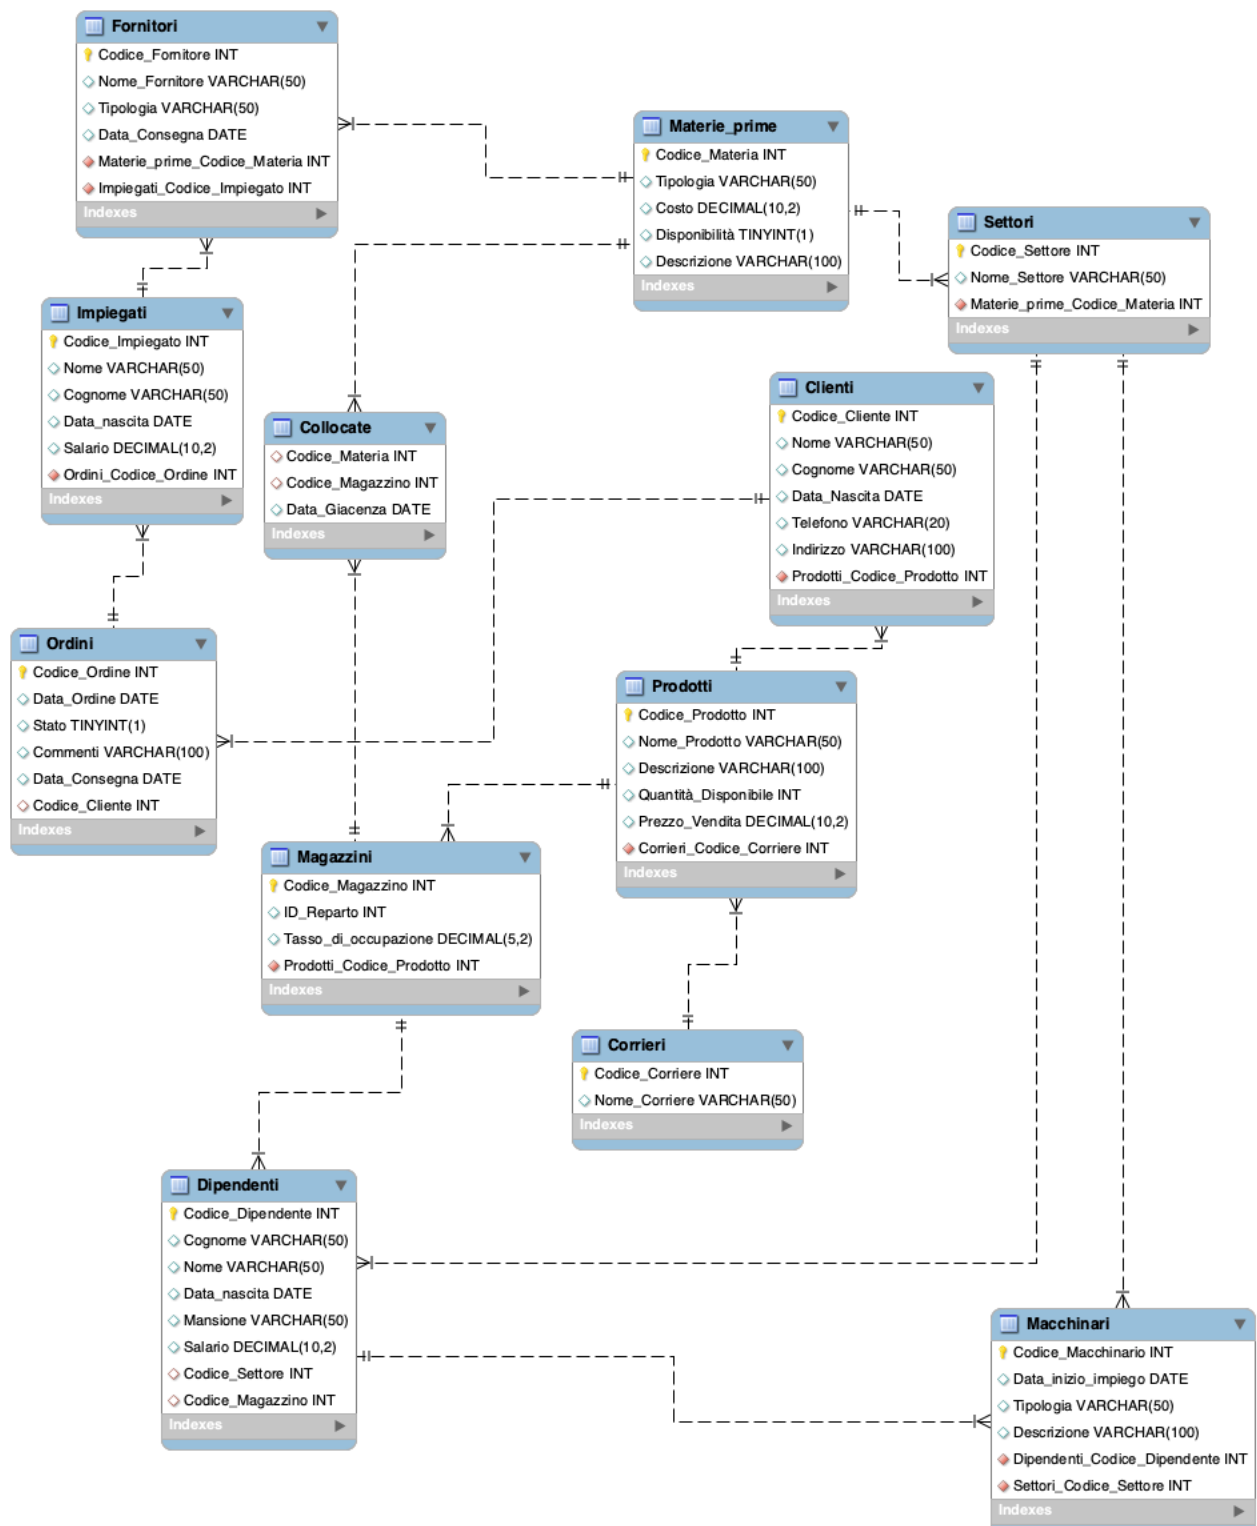 Fornitori
Codice_Fornitore INT
Nome_Fornitore VARCHAR(50)
Tipologia VARCHAR(50)
Data_Consegna DATE
Materie_prime_Codice_Materia INT
Impiegati_Codice_Impiegato INT
Indexes
Materie_prime
Codice_Materia INT
Tipologia VARCHAR(50)
Costo DECIMAL(10,2)
Disponibilità TINYINT(1)
Descrizione VARCHAR(100)
Indexes
Settori
Codice_Settore INT
Nome_Settore VARCHAR(50)
Materie_prime_Codice_Materia INT
Indexes
Impiegati
Codice_Impiegato INT
Nome VARCHAR(50)
Cognome VARCHAR(50)
Data_nascita DATE
Salario DECIMAL(10,2)
Ordini_Codice_Ordine INT
Indexes
Collocate
Codice_Materia INT
Codice_Magazzino INT
Data_Giacenza DATE
Indexes
Clienti
Codice_Cliente INT
Nome VARCHAR(50)
Cognome VARCHAR(50)
Data_Nascita DATE
Telefono VARCHAR(20)
Indirizzo VARCHAR(100)
Prodotti_Codice_Prodotto INT
Indexes
Ordini
Codice_Ordine INT
Data_Ordine DATE
Stato TINYINT(1)
Commenti VARCHAR(100)
Data_Consegna DATE
Codice_Cliente INT
Indexes
Prodotti
Codice_Prodotto INT
Nome_Prodotto VARCHAR(50)
Descrizione VARCHAR(100)
Quantità_Disponibile INT
Prezzo_Vendita DECIMAL(10,2)
Corrieri_Codice_Corriere INT
Indexes
Magazzini
Codice_Magazzino INT
ID_Reparto INT
Tasso_di_occupazione DECIMAL(5,2)
Prodotti_Codice_Prodotto INT
Indexes
Corrieri
Codice_Corriere INT
Nome_Corriere VARCHAR(50)
Indexes
Dipendenti
Codice_Dipendente INT
Cognome VARCHAR(50)
Nome VARCHAR(50)
Data_nascita DATE
Mansione VARCHAR(50)
Salario DECIMAL(10,2)
Codice_Settore INT
Codice_Magazzino INT
Indexes
Macchinari
Codice_Macchinario INT
Data_inizio_impiego DATE
Tipologia VARCHAR(50)
Descrizione VARCHAR(100)
Dipendenti_Codice_Dipendente INT
Settori_Codice_Settore INT
Indexes